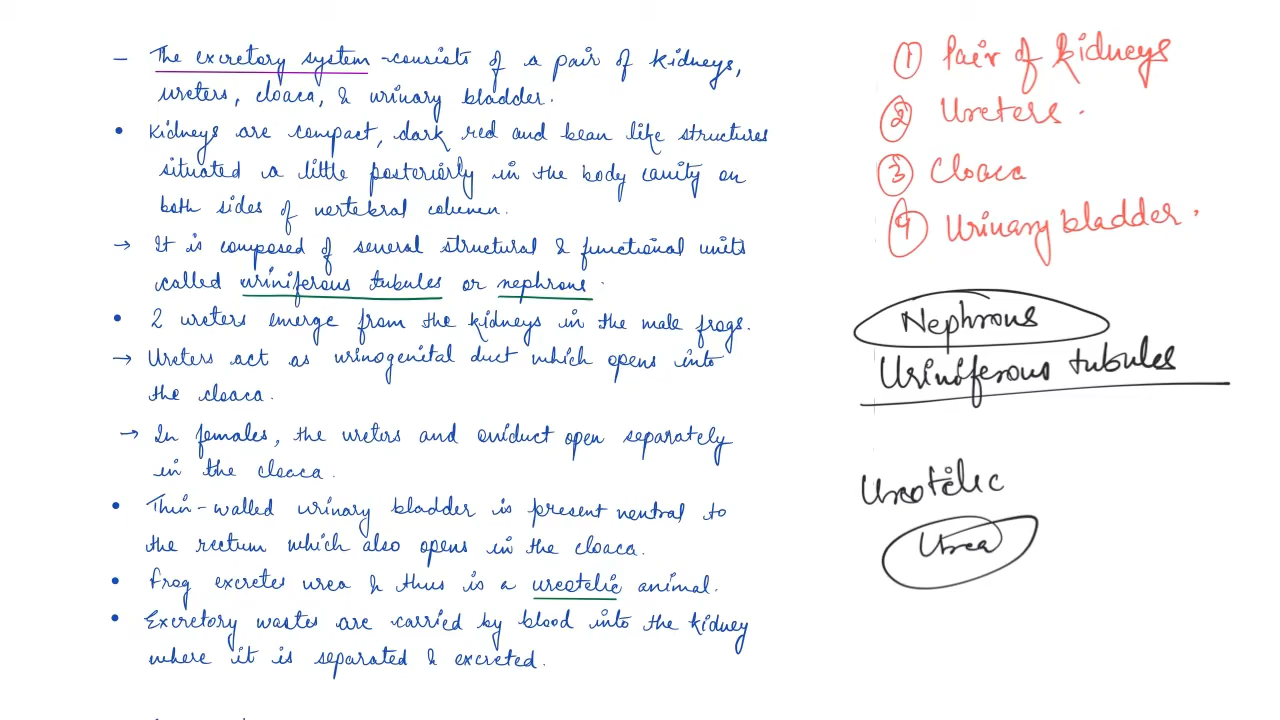 - The excretory system consists of a pair of kidneys,
ureters, cloaca, & urinary bladder.
• Kidneys are compact, dark red and bean like structures
situated a little posteriorly in the body cavity on
both sides of vertebral column.
→ It is composed of several structural & functional units
called uriniferous tubules or nephrons.
• 2 ureters emerge from the kidneys in the male frogs.
→ Ureters act as urinogenital duct which opens into
the cloaca.
→ In females, the ureters and oviduct open separately
in the cloaca.
• Thin-walled urinary bladder is present ventral to
the rectum which also opens in the cloaca.
• Frog excretes urea & thus is a ureotelic animal.
• Excretory wastes are carried by blood into the kidney
where it is separated & excreted.
① Pair of kidneys
② Ureters.
③ Cloaca
④ Urinary bladder.
Nephrons
Uriniferous tubules
Ureotelic
Urea